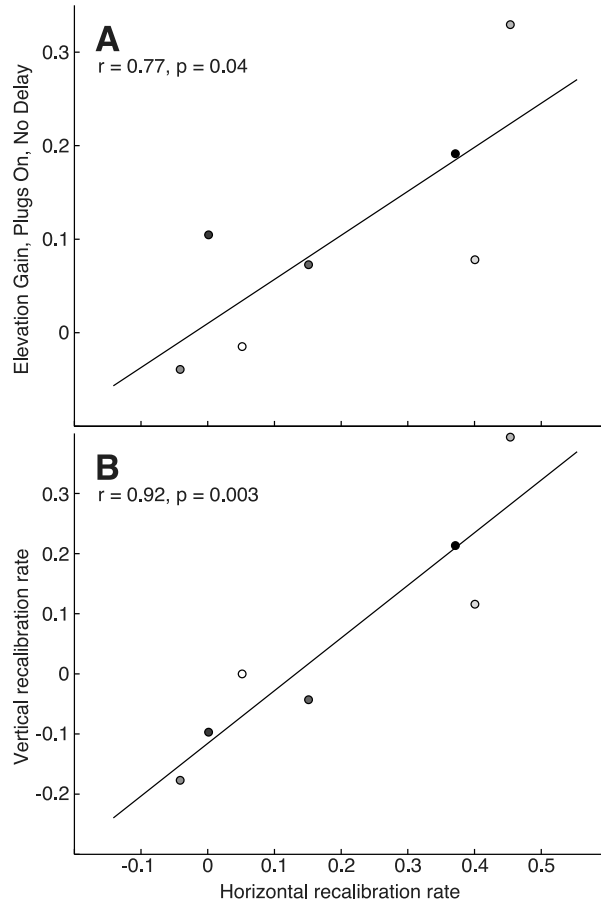 A
r = 0.77, p = 0.04
0.3
0.2
0.1
0
Elevation Gain, Plugs On, No Delay
B
r = 0.92, p = 0.003
0.3
0.2
0.1
0
-0.1
-0.2
Vertical recalibration rate
-0.1 0 0.1 0.2 0.3 0.4 0.5
Horizontal recalibration rate